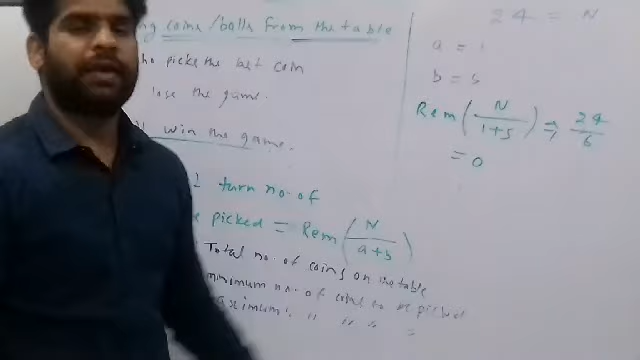 ng coins/balls from the table
ho picks the last coin
lose the game.
win the game.
1 turn no. of
e picked = Rem (N/a+b)
Total no. of coins on the table
minimum no. of coins to be picked
aximum " " " =
24 = N
a = 1
b = 5
Rem (N/1+5) => 24/6
= 0